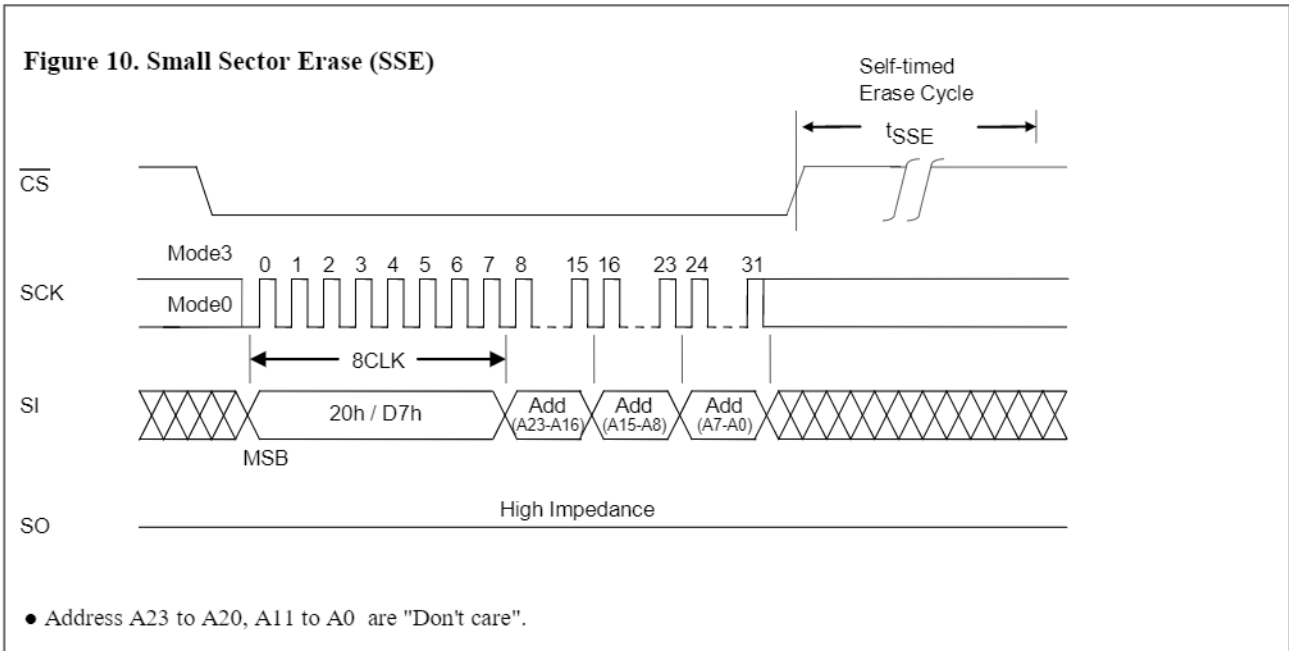 Figure 10. Small Sector Erase (SSE)
Self-timed
Erase Cycle
tSSE
CS
Mode3
0 1 2 3 4 5 6 7 8 15 16 23 24 31
SCK
Mode0
8CLK
SI
20h / D7h
Add
(A23-A16)
Add
(A15-A8)
Add
(A7-A0)
MSB
High Impedance
SO
● Address A23 to A20, A11 to A0 are "Don't care".